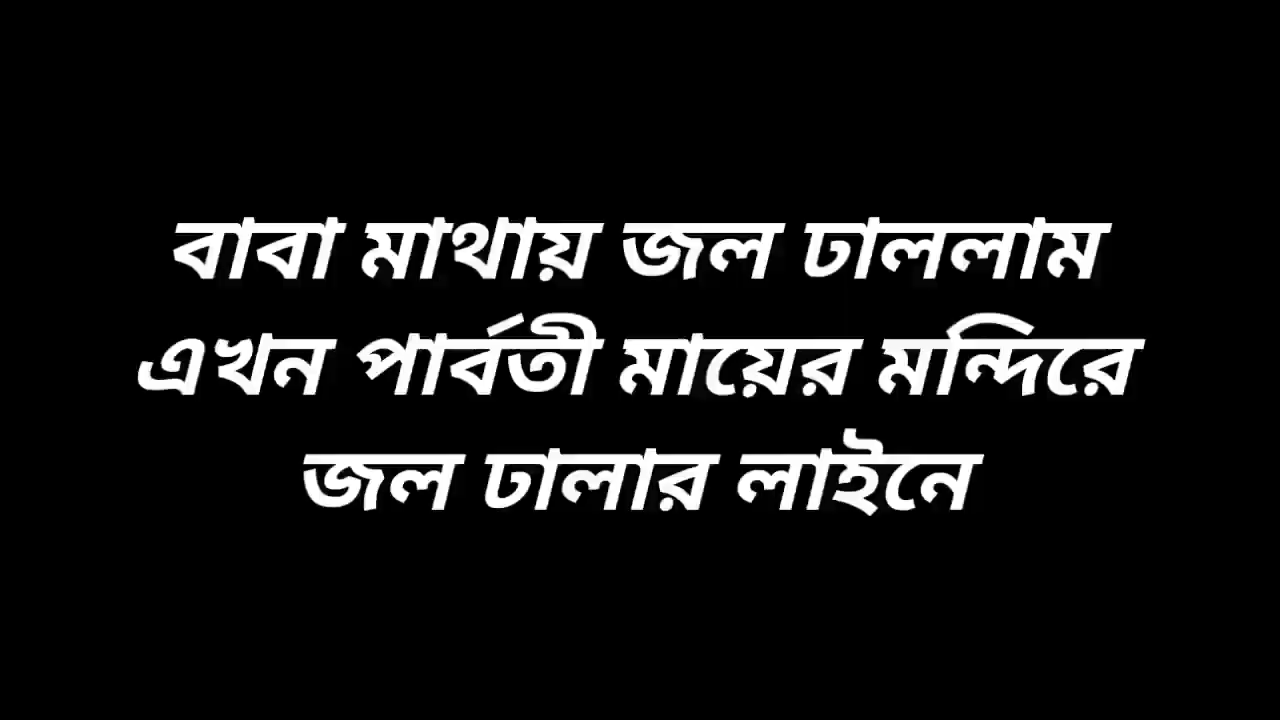 বাবা মাথায় জল ঢাললাম
এখন পার্বতী মায়ের মন্দিরে
জল ঢালার লাইনে